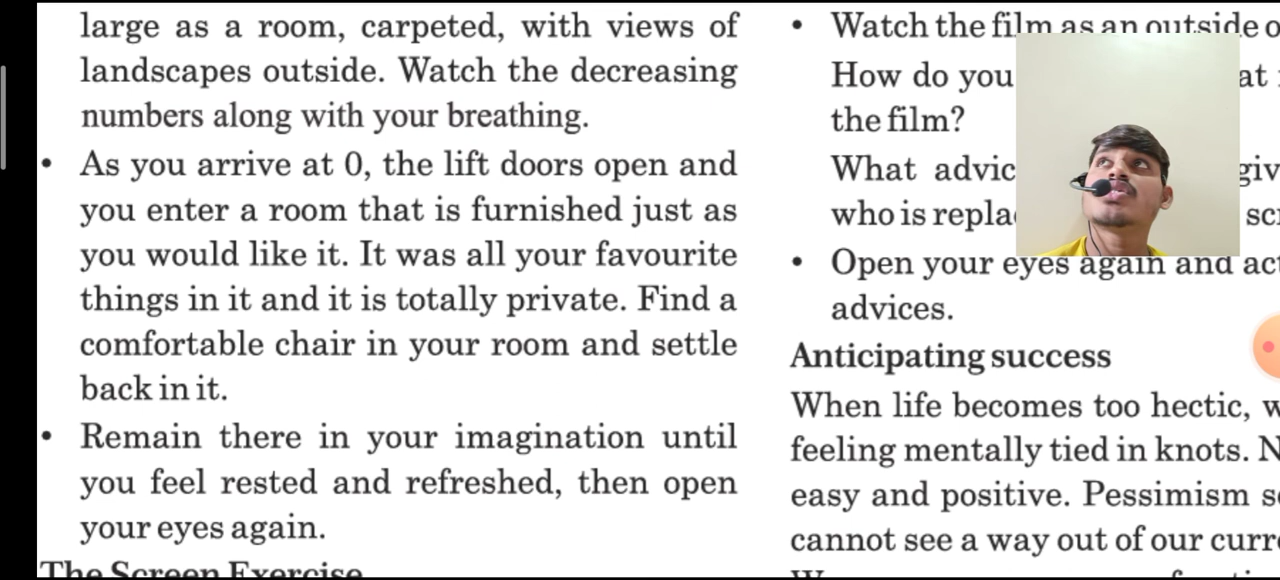 large as a room, carpeted, with views of
landscapes outside. Watch the decreasing
numbers along with your breathing.
• As you arrive at 0, the lift doors open and
you enter a room that is furnished just as
you would like it. It was all your favourite
things in it and it is totally private. Find a
comfortable chair in your room and settle
back in it.
• Remain there in your imagination until
you feel rested and refreshed, then open
your eyes again.
The Screen Exercise
• Watch the film as an outside
How do you
the film?
What
who is
• Open your eyes again and
advices.
Anticipating success
When life becomes too hectic,
feeling mentally tied in knots.
easy and positive. Pessimism
cannot see a way out of our